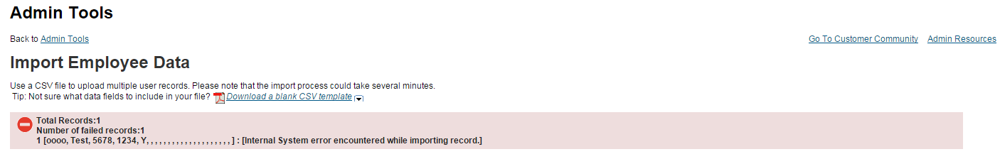 Admin Tools
Back to Admin Tools
Go To Customer Community Admin Resources
Import Employee Data
Use a CSV file to upload multiple user records. Please note that the import process could take several minutes.
Tip: Not sure what data fields to include in your file? Download a blank CSV template
Total Records:1
Number of failed records:1
1 [oooo, Test, 5678, 1234, Y, , , , , , , , , , , , , , , , , , , , ] : [Internal System error encountered while importing record.]